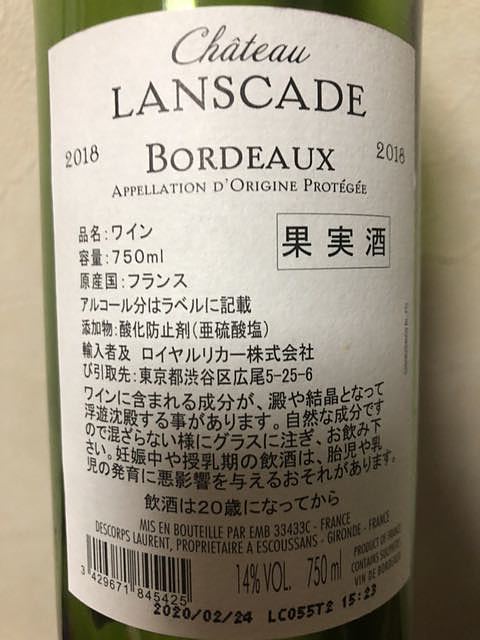 Château
LANSCADE
2018
BORDEAUX
2018
APPELLATION D'ORIGINE PROTÉGÉE
果実酒
品名:ワイン
容量:750ml
原産国:フランス
アルコール分はラベルに記載
添加物:酸化防止剤(亜硫酸塩)
輸入者及 ロイヤルリカー株式会社
び引取先:東京都渋谷区広尾5-25-6
ワインに含まれる成分が、澱や結晶となって
浮遊沈殿する事があります。自然な成分です
ので混ざらない様にグラスに注ぎ、お飲み下
さい。妊娠中や授乳期の飲酒は、胎児や乳
児の発育に悪影響を与えるおそれがあります。
飲酒は20歳になってから
MIS EN BOUTEILLE PAR EMB 33433C - FRANCE
DESCORPS LAURENT, PROPRIETAIRE A ESCOUSSANS - GIRONDE - FRANCE
14% VOL. 750 ml
PRODUCT OF FRANCE
CONTAINS SULPHITES
VIN DE BORDEAUX
3 429671 845425
2020/02/24 LC055T2 15:23